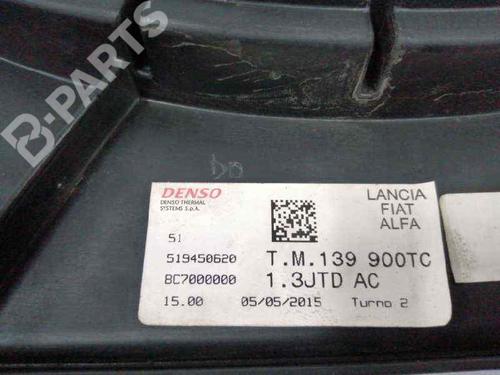 B-PARTS
DENSO
DENSO THERMAL
SYSTEMS S.p.A.
LANCIA
FIAT
ALFA
51
519450620
T.M.139 900TC
8C7000000
1.3JTD AC
15.00
05/05/2015
Turno 2